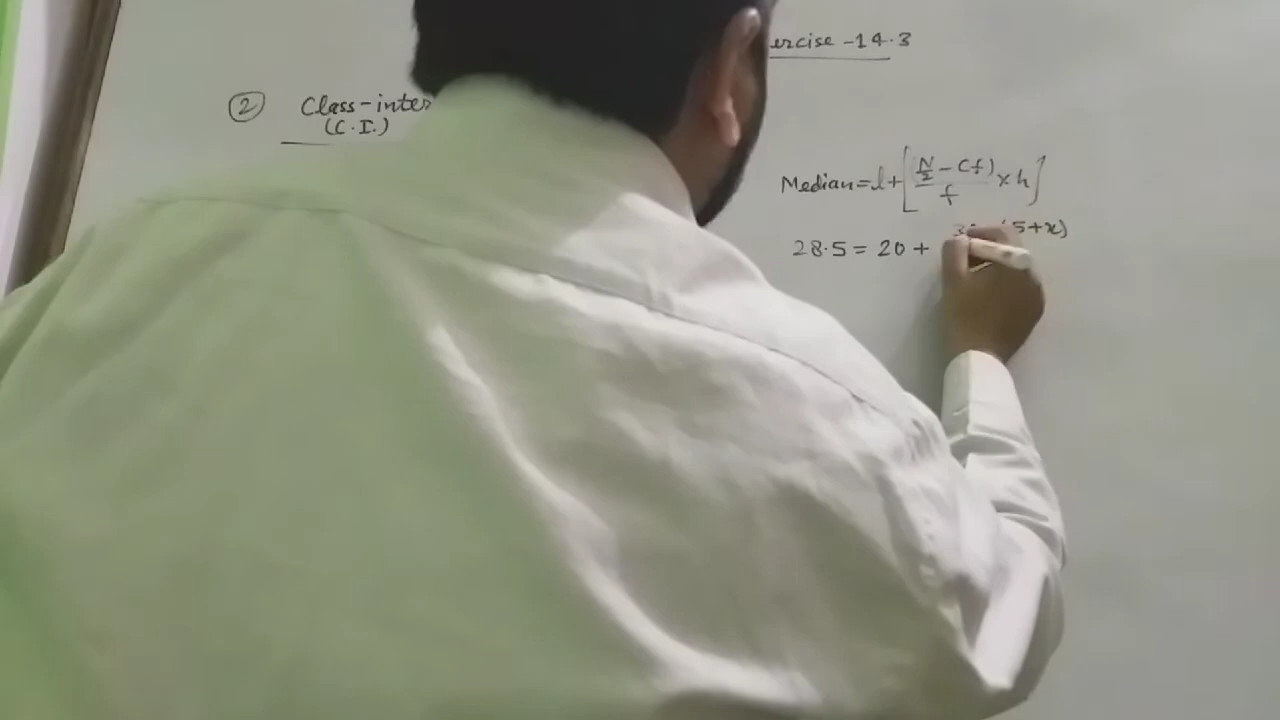 ercise -14.3
② Class-inter
(C.I.)
Median=l+[(N/2-Cf)/f×h]
28.5=20+ (5+x)